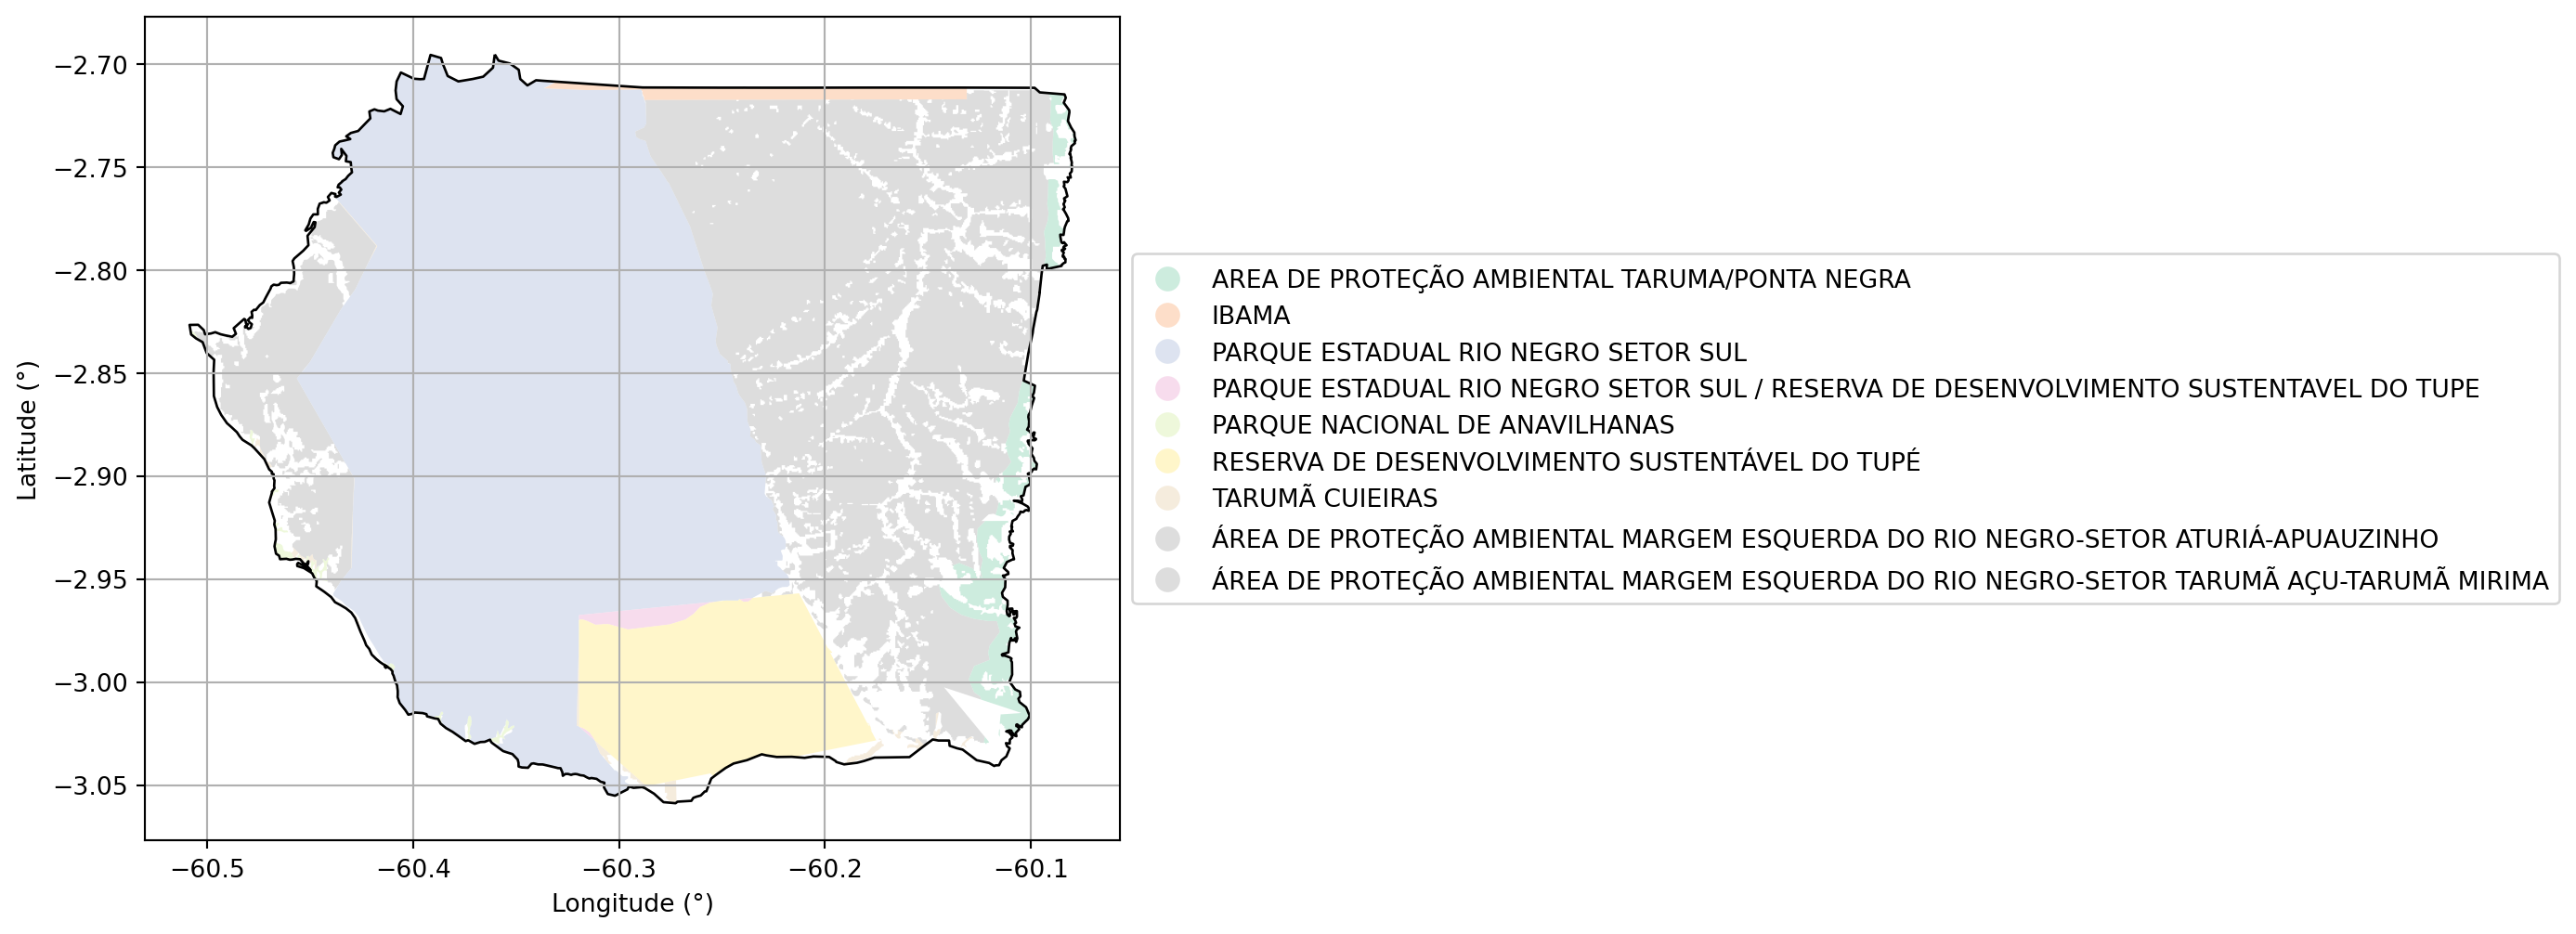 −2.70
−2.75
−2.80
−2.85
−2.90
−2.95
−3.00
−3.05
Latitude (°)
−60.5 −60.4 −60.3 −60.2 −60.1
Longitude (°)
AREA DE PROTEÇÃO AMBIENTAL TARUMA/PONTA NEGRA
IBAMA
PARQUE ESTADUAL RIO NEGRO SETOR SUL
PARQUE ESTADUAL RIO NEGRO SETOR SUL / RESERVA DE DESENVOLVIMENTO SUSTENTAVEL DO TUPE
PARQUE NACIONAL DE ANAVILHANAS
RESERVA DE DESENVOLVIMENTO SUSTENTÁVEL DO TUPÉ
TARUMÃ CUIEIRAS
ÁREA DE PROTEÇÃO AMBIENTAL MARGEM ESQUERDA DO RIO NEGRO-SETOR ATURIÁ-APUAUZINHO
ÁREA DE PROTEÇÃO AMBIENTAL MARGEM ESQUERDA DO RIO NEGRO-SETOR TARUMÃ AÇU-TARUMÃ MIRIMA